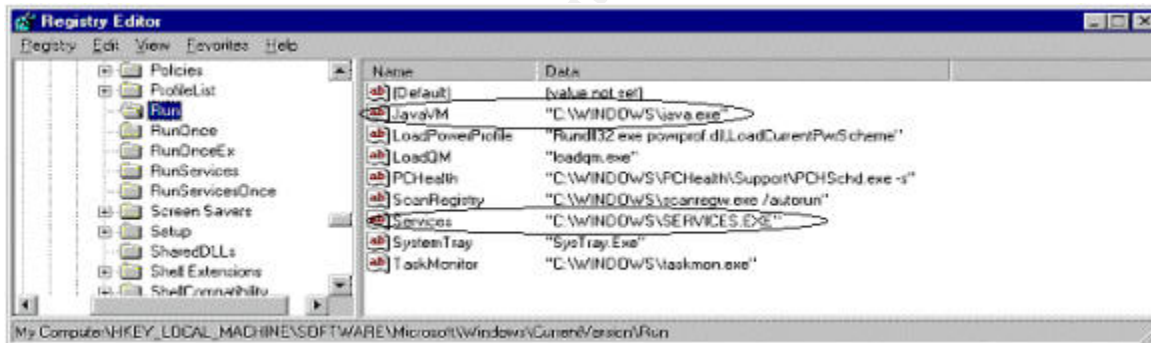 Registry Editor
Registry Edit View Favorites Help
Policies
ProfileList
Run
RunOnce
RunOnceEx
RunServices
RunServicesOnce
Screen Savers
Setup
SharedDLLs
Shell Extensions
ShellCompatibility
Name Data
(Default) (value not set)
JavaVM "C:\WINDOWS\java.exe"
LoadPowerProfile "Rundll32.exe powrprof.dll,LoadCurrentPwrScheme"
LoadQM "loadqm.exe"
PCHealth "C:\WINDOWS\PCHealth\Support\PCHSchd.exe -s"
ScanRegistry "C:\WINDOWS\scanregw.exe /autorun"
Services "C:\WINDOWS\SERVICES.EXE"
SystemTray "SysTray.Exe"
TaskMonitor "C:\WINDOWS\taskmon.exe"
My Computer\HKEY_LOCAL_MACHINE\SOFTWARE\Microsoft\Windows\CurrentVersion\Run